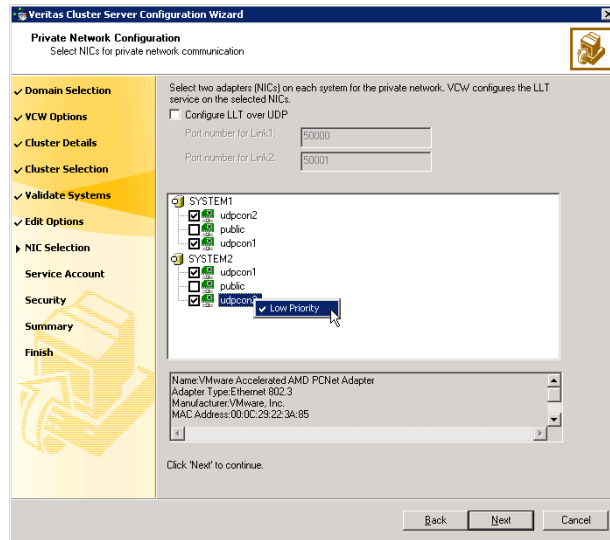 Veritas Cluster Server Configuration Wizard
Private Network Configuration
Select NICs for private network communication
Domain Selection
VCW Options
Cluster Details
Cluster Selection
Validate Systems
Edit Options
NIC Selection
Service Account
Security
Summary
Finish
Select two adapters (NICs) on each system for the private network. VCW configures the LLT
service on the selected NICs.
Configure LLT over UDP
Port number for Link1:
50000
Port number for Link2:
50001
SYSTEM1
udpcon2
public
udpcon1
SYSTEM2
udpcon1
public
Low Priority
Name:VMware Accelerated AMD PCNet Adapter
Adapter Type:Ethernet 802.3
Manufacturer:VMware, Inc.
MAC Address:00:0C:29:22:3A:85
Click 'Next' to continue.
Back
Next
Cancel